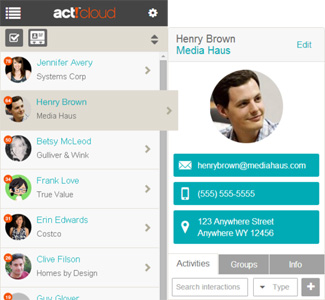 act! cloud
Jennifer Avery
Systems Corp
Henry Brown
Media Haus
Betsy McLeod
Gulliver & Wink
Frank Love
True Value
Erin Edwards
Costco
Clive Filson
Homes by Design
Guy Glover
Henry Brown
Edit
Media Haus
henrybrown@mediahaus.com
(555) 555-5555
123 Anywhere Street
Anywhere WY 12456
Activities Groups Info
Search interactions Type +